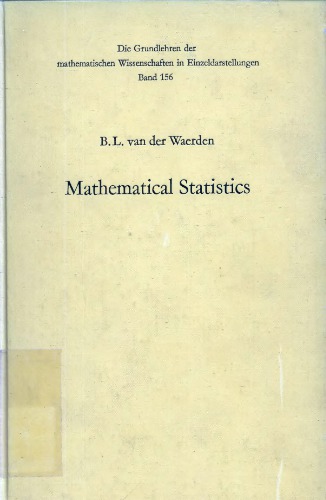 Die Grundlehren der
mathematischen Wissenschaften in Einzeldarstellungen
Band 156
B. L. van der Waerden
Mathematical Statistics